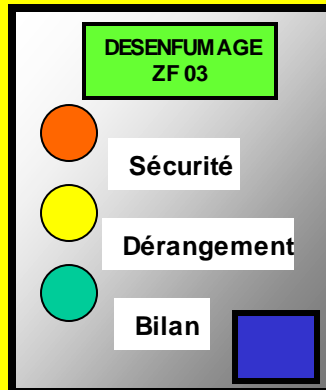 DESENFUMAGE
ZF 03
Sécurité
Dérangement
Bilan